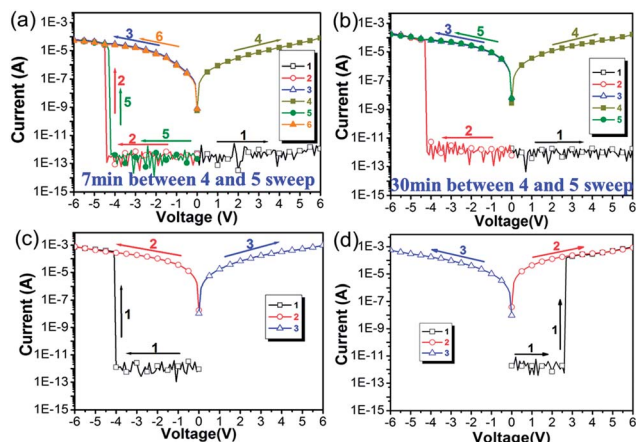 (a)
1E-3
1E-5
1E-7
1E-9
1E-11
1E-13
1E-15
Current (A)
3
6
4
2
5
2
5
1
1
2
3
4
5
6
7min between 4 and 5 sweep
-6 -5 -4 -3 -2 -1 0 1 2 3 4 5 6
Voltage (V)
(b)
1E-3
1E-5
1E-7
1E-9
1E-11
1E-13
1E-15
Current (A)
3
5
4
2
1
1
2
3
4
5
30min between 4 and 5 sweep
-6 -5 -4 -3 -2 -1 0 1 2 3 4 5 6
Voltage (V)
(c)
1E-3
1E-5
1E-7
1E-9
1E-11
1E-13
1E-15
Current (A)
2
3
1
1
1
2
3
-6 -5 -4 -3 -2 -1 0 1 2 3 4 5 6
Voltage(V)
(d)
1E-3
1E-5
1E-7
1E-9
1E-11
1E-13
1E-15
Current (A)
3
2
1
1
1
2
3
-6 -5 -4 -3 -2 -1 0 1 2 3 4 5 6
Voltage(V)